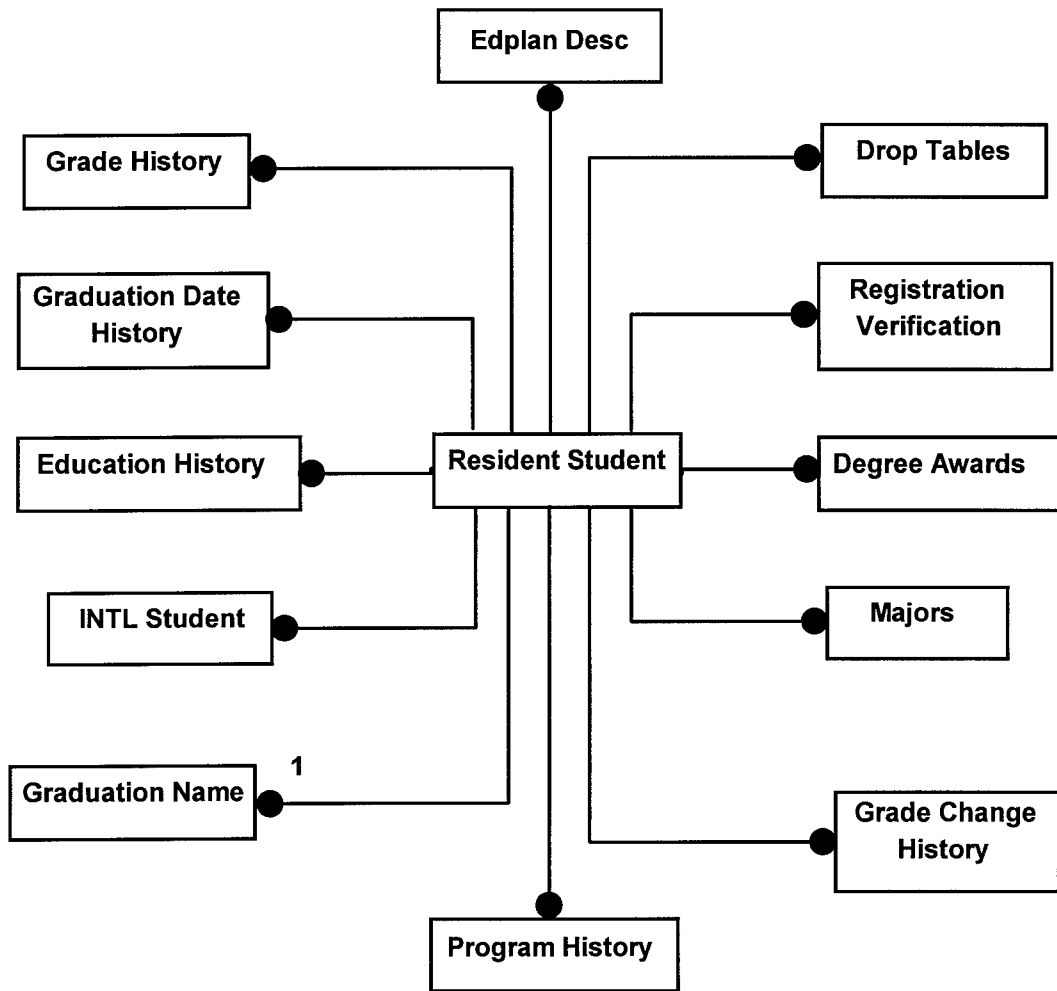 Edplan Desc
Grade History
Drop Tables
Graduation Date
History
Registration
Verification
Education History
Resident Student
Degree Awards
INTL Student
Majors
1
Graduation Name
Grade Change
History
Program History